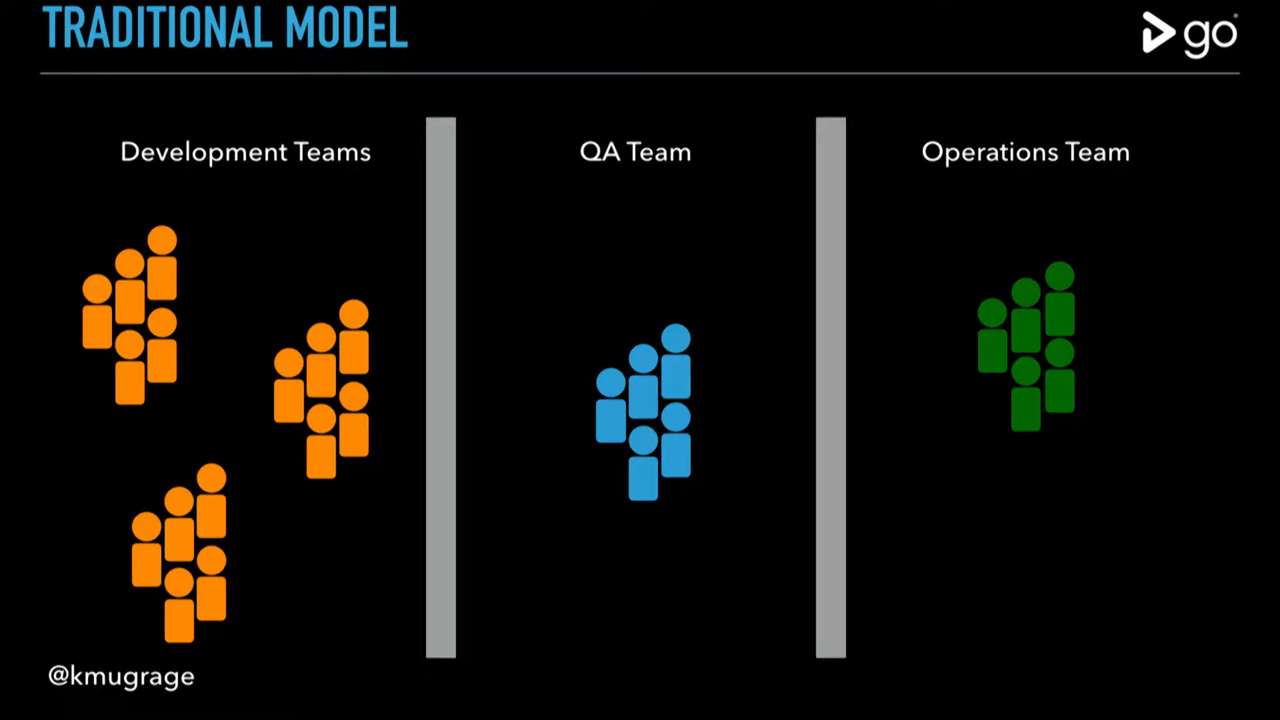 TRADITIONAL MODEL
go
Development Teams
QA Team
Operations Team
@kmugrage